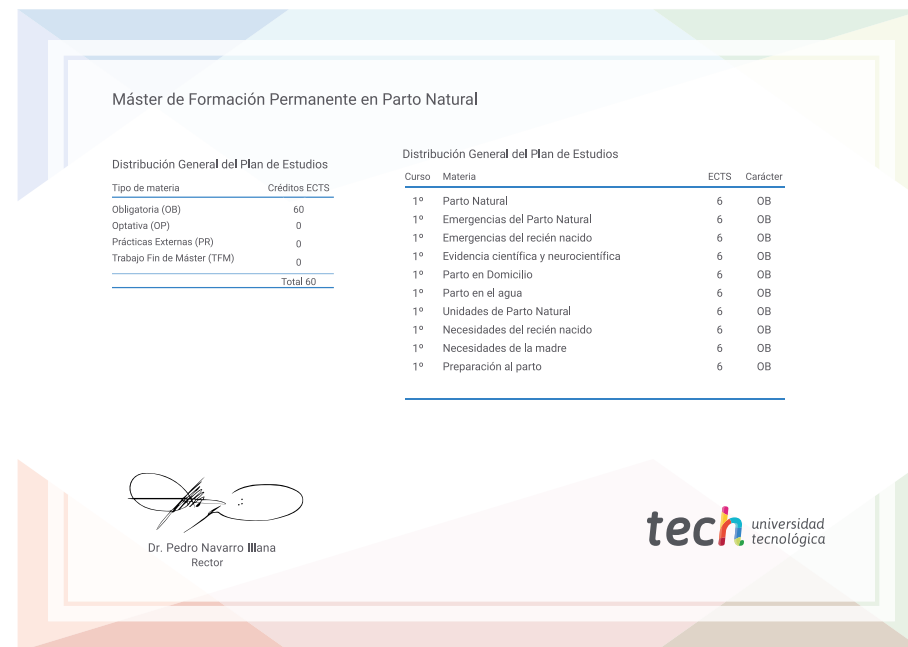 Máster de Formación Permanente en Parto Natural
Distribución General del Plan de Estudios
Tipo de materia Créditos ECTS
Obligatoria (OB) 60
Optativa (OP) 0
Prácticas Externas (PR) 0
Trabajo Fin de Máster (TFM) 0
Total 60
Distribución General del Plan de Estudios
Curso Materia ECTS Carácter
1º Parto Natural 6 OB
1º Emergencias del Parto Natural 6 OB
1º Emergencias del recién nacido 6 OB
1º Evidencia científica y neurocientífica 6 OB
1º Parto en Domicilio 6 OB
1º Parto en el agua 6 OB
1º Unidades de Parto Natural 6 OB
1º Necesidades del recién nacido 6 OB
1º Necesidades de la madre 6 OB
1º Preparación al parto 6 OB
Dr. Pedro Navarro Illana
Rector
tech universidad
tecnológica